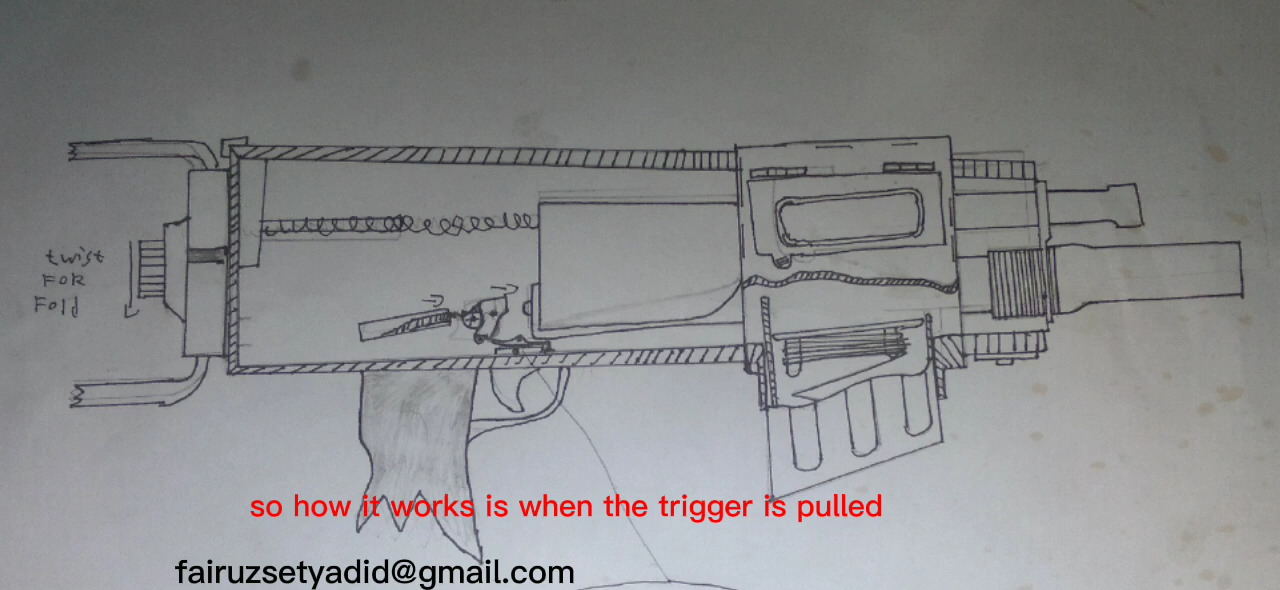 twist
FOR
Fold
so how it works is when the trigger is pulled
fairuzsetyadid@gmail.com